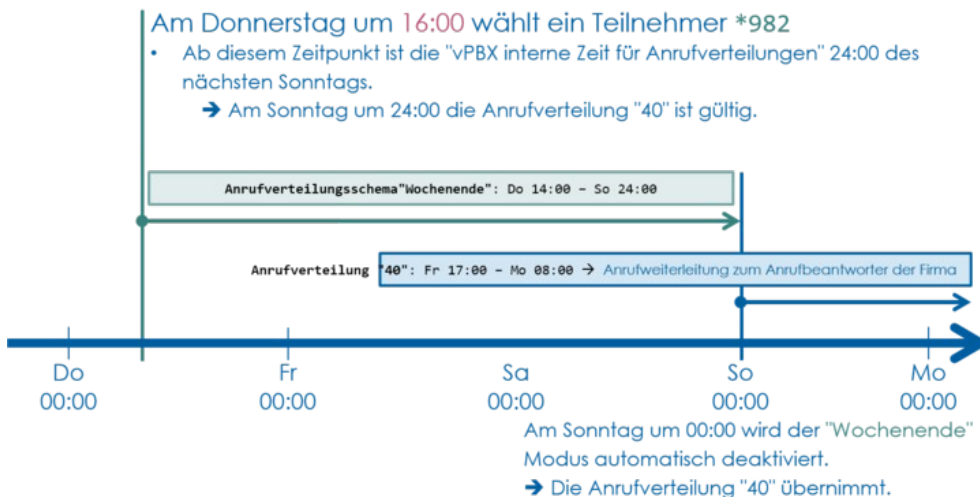 Am Donnerstag um 16:00 wählt ein Teilnehmer *982
• Ab diesem Zeitpunkt ist die "vPBX interne Zeit für Anrufverteilungen" 24:00 des
nächsten Sonntags.
➔ Am Sonntag um 24:00 die Anrufverteilung "40" ist gültig.
Anrufverteilungsschema"Wochenende": Do 14:00 – So 24:00
Anrufverteilung "40": Fr 17:00 – Mo 08:00 → Anrufweiterleitung zum Anrufbeantworter der Firma
Do Fr Sa So Mo
00:00 00:00 00:00 00:00 00:00
Am Sonntag um 00:00 wird der "Wochenende"
Modus automatisch deaktiviert.
➔ Die Anrufverteilung "40" übernimmt.